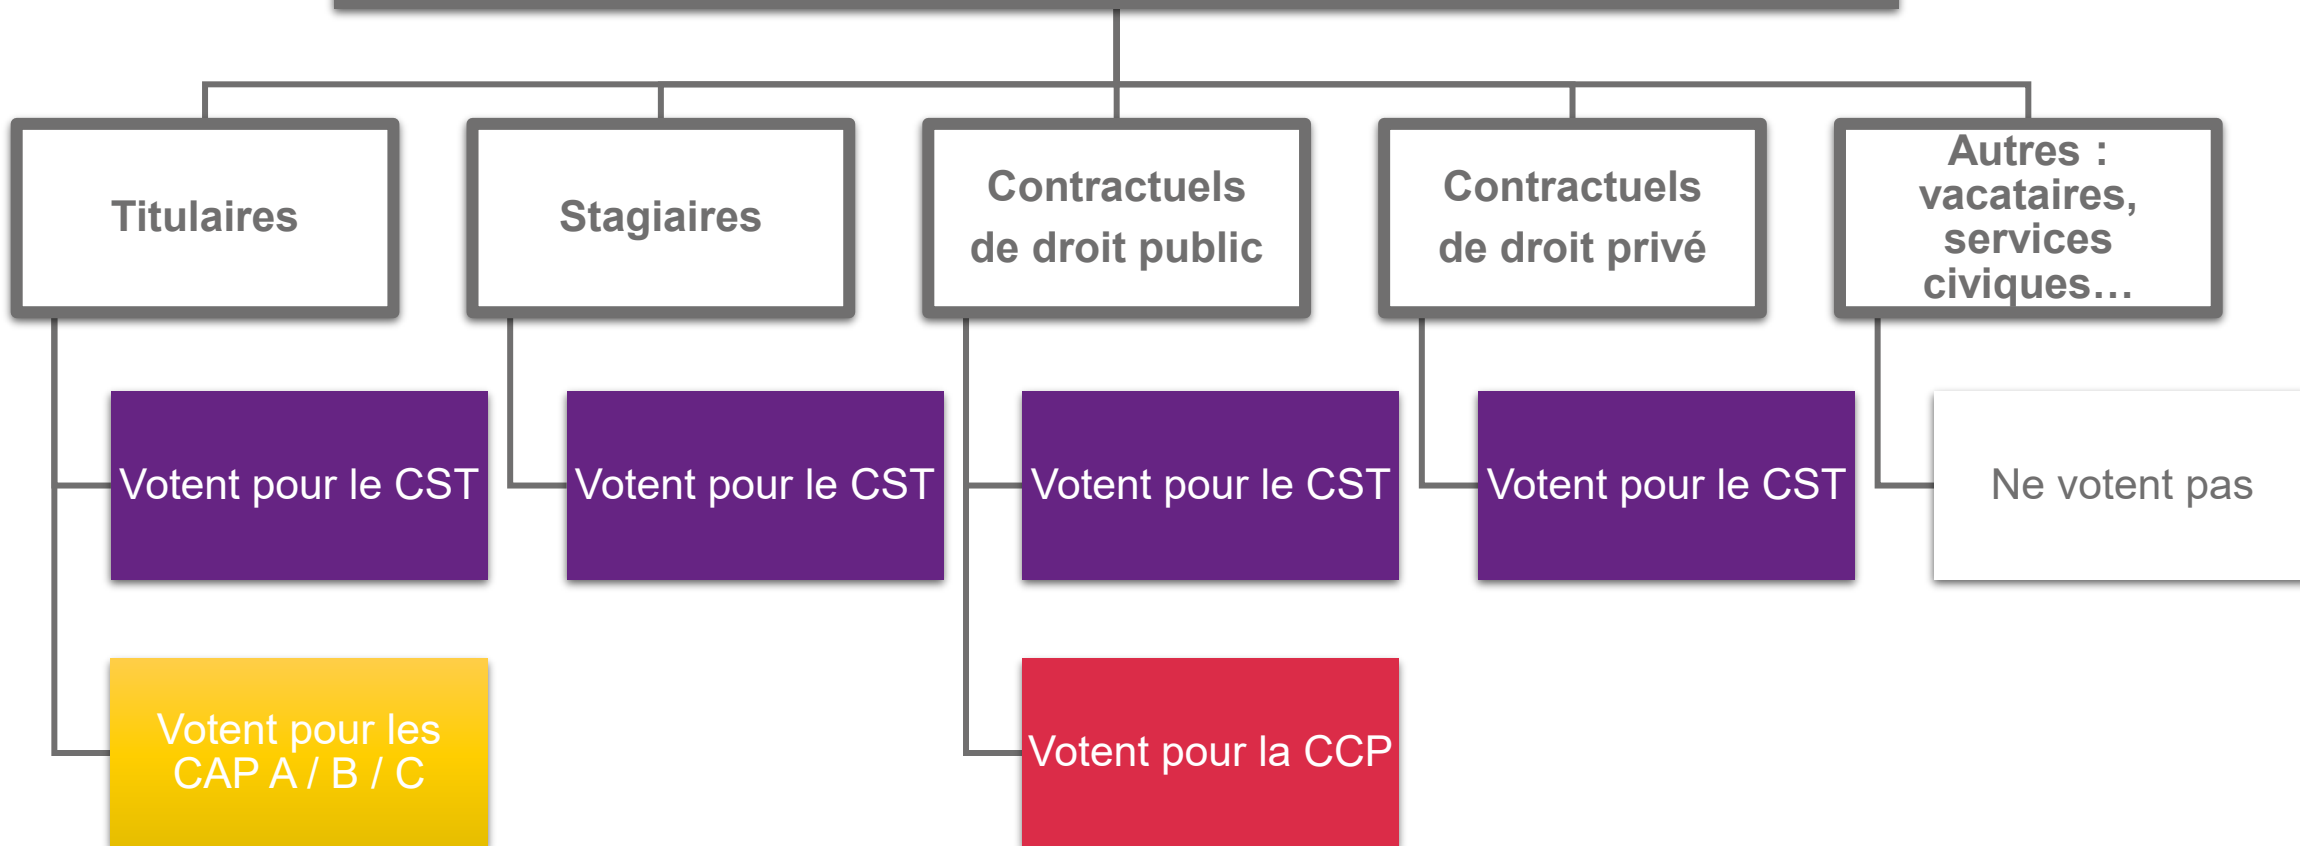 Titulaires
Stagiaires
Contractuels
de droit public
Contractuels
de droit privé
Autres :
vacataires,
services
civiques…
Votent pour le CST
Votent pour le CST
Votent pour le CST
Votent pour le CST
Ne votent pas
Votent pour les
CAP A / B / C
Votent pour la CCP